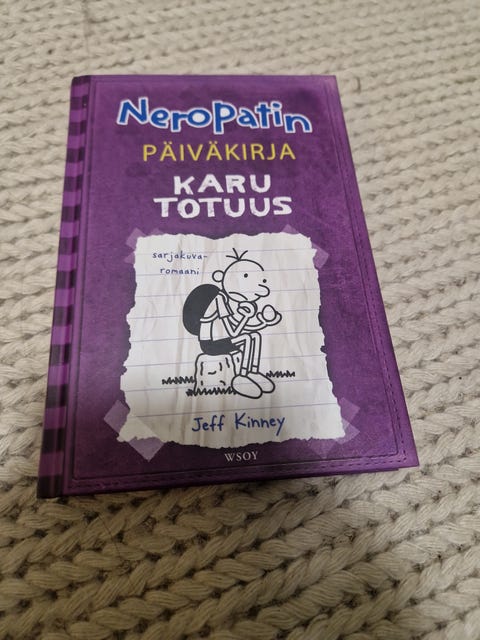 Neropatin
PÄIVÄKIRJA
KARU
TOTUUS
sarjakuva-
romaani
Jeff Kinney
WSOY